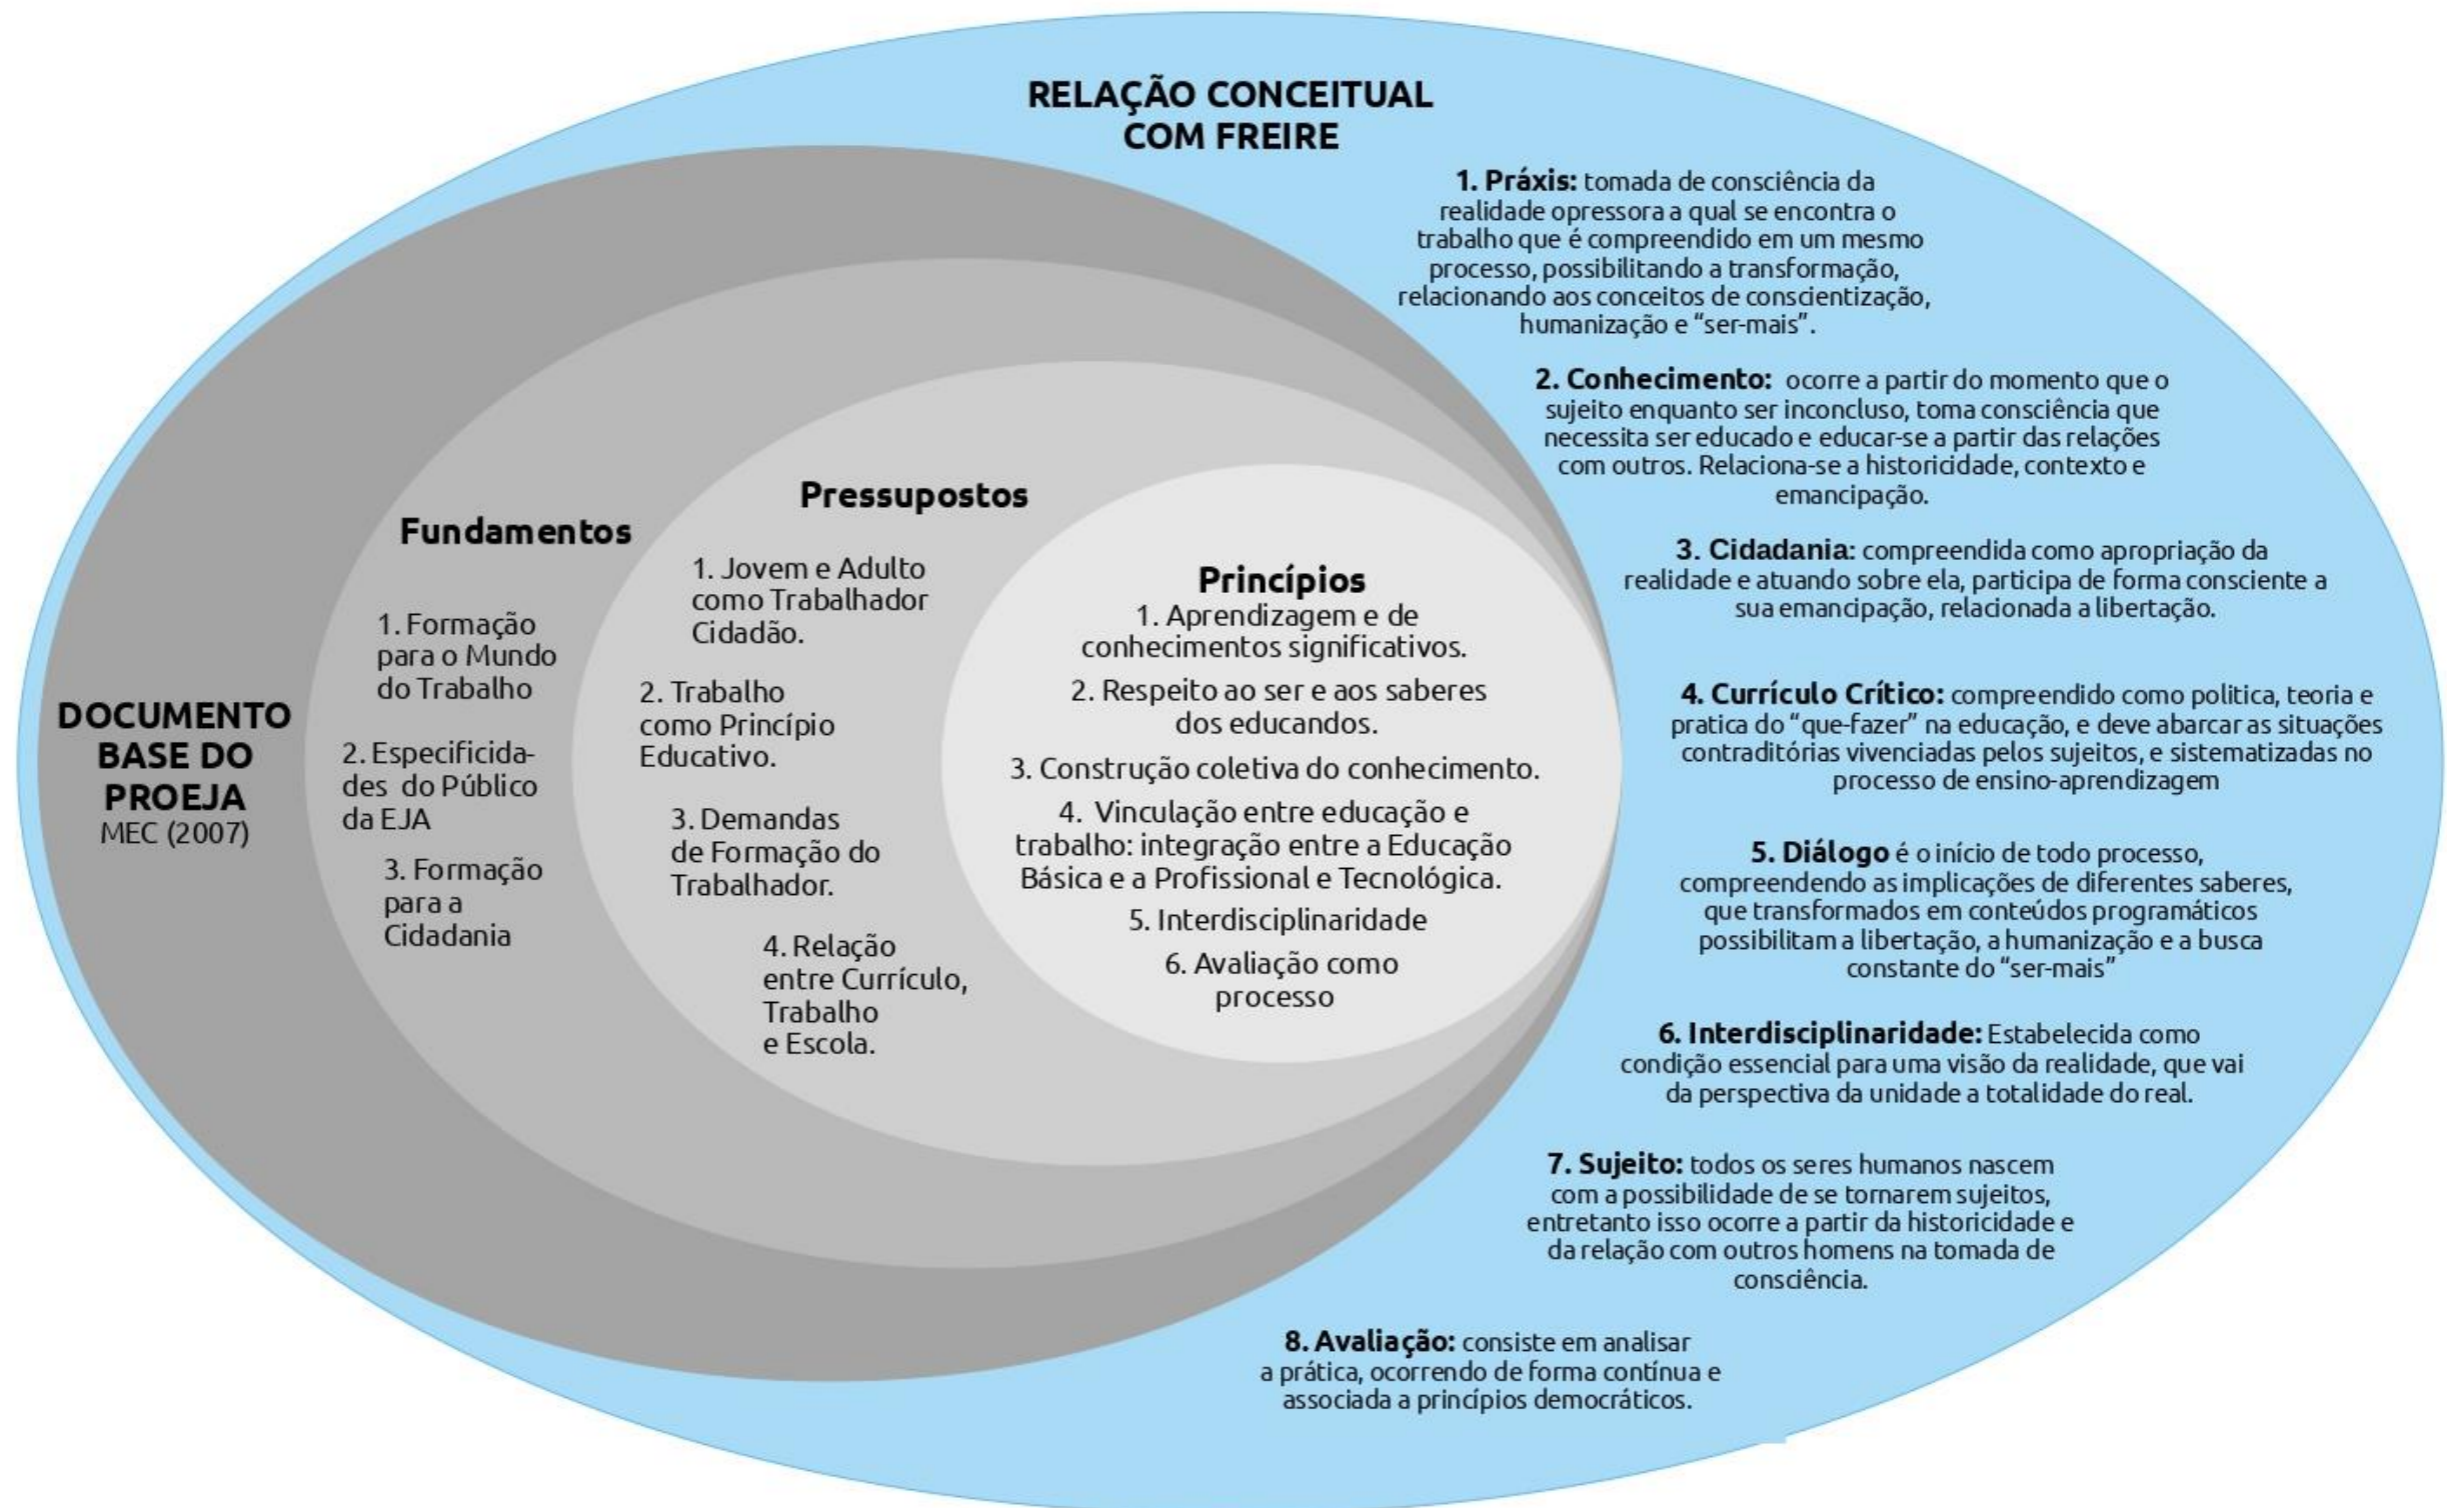 RELAÇÃO CONCEITUAL
COM FREIRE
DOCUMENTO
BASE DO
PROEJA
MEC (2007)
Fundamentos
1. Formação
para o Mundo
do Trabalho
2. Especificida-
des do Público
da EJA
3. Formação
para a
Cidadania
Pressupostos
1. Jovem e Adulto
como Trabalhador
Cidadão.
2. Trabalho
como Princípio
Educativo.
3. Demandas
de Formação do
Trabalhador.
4. Relação
entre Currículo,
Trabalho
e Escola.
Princípios
1. Aprendizagem e de
conhecimentos significativos.
2. Respeito ao ser e aos saberes
dos educandos.
3. Construção coletiva do conhecimento.
4. Vinculação entre educação e
trabalho: integração entre a Educação
Básica e a Profissional e Tecnológica.
5. Interdisciplinaridade
6. Avaliação como
processo
1. Práxis: tomada de consciência da
realidade opressora a qual se encontra o
trabalho que é compreendido em um mesmo
processo, possibilitando a transformação,
relacionando aos conceitos de conscientização,
humanização e “ser-mais”.
2. Conhecimento: ocorre a partir do momento que o
sujeito enquanto ser inconcluso, toma consciência que
necessita ser educado e educar-se a partir das relações
com outros. Relaciona-se a historicidade, contexto e
emancipação.
3. Cidadania: compreendida como apropriação da
realidade e atuando sobre ela, participa de forma consciente a
sua emancipação, relacionada a libertação.
4. Currículo Crítico: compreendido como politica, teoria e
pratica do “que-fazer” na educação, e deve abarcar as situações
contraditórias vivenciadas pelos sujeitos, e sistematizadas no
processo de ensino-aprendizagem
5. Diálogo é o início de todo processo,
compreendendo as implicações de diferentes saberes,
que transformados em conteúdos programáticos
possibilitam a libertação, a humanização e a busca
constante do “ser-mais”
6. Interdisciplinaridade: Estabelecida como
condição essencial para uma visão da realidade, que vai
da perspectiva da unidade a totalidade do real.
7. Sujeito: todos os seres humanos nascem
com a possibilidade de se tornarem sujeitos,
entretanto isso ocorre a partir da historicidade e
da relação com outros homens na tomada de
consciência.
8. Avaliação: consiste em analisar
a prática, ocorrendo de forma contínua e
associada a princípios democráticos.